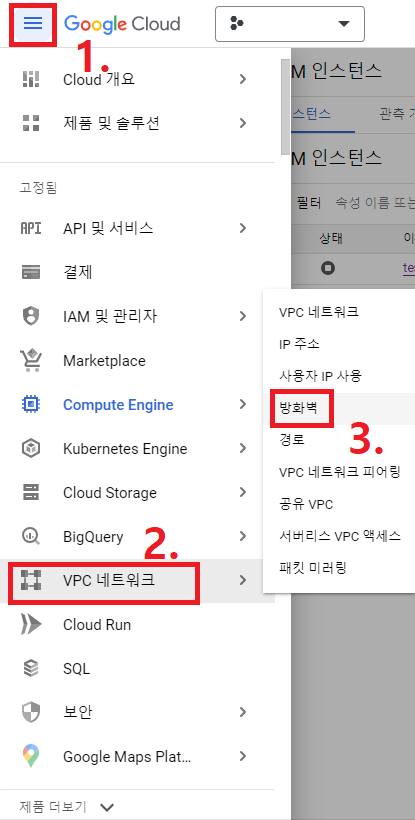 Google Cloud
1.
Cloud 개요
제품 및 솔루션
고정됨
API API 및 서비스
결제
IAM 및 관리자
Marketplace
Compute Engine
Kubernetes Engine
Cloud Storage
BigQuery
2.
VPC 네트워크
Cloud Run
SQL
보안
Google Maps Plat...
제품 더보기
M 인스턴스
스턴스 관측 가
M 인스턴스
필터 속성 이름 또는
상태 이
te
VPC 네트워크
IP 주소
사용자 IP 사용
방화벽
3.
경로
VPC 네트워크 피어링
공유 VPC
서버리스 VPC 액세스
패킷 미러링